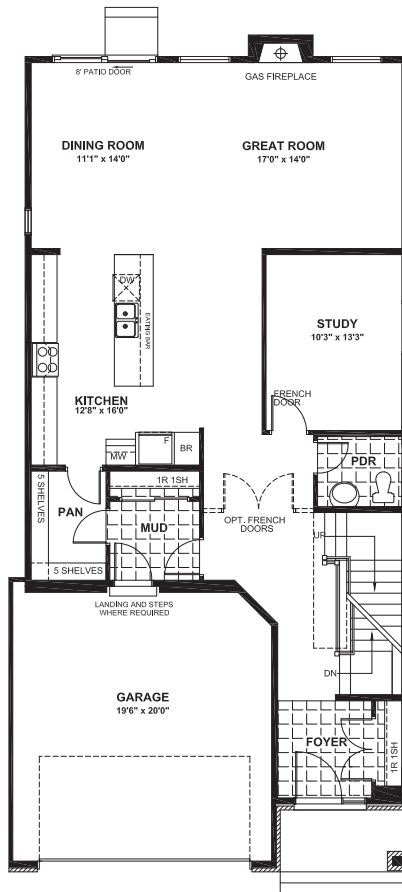 8' PATIO DOOR
GAS FIREPLACE
DINING ROOM
11'1" x 14'0"
GREAT ROOM
17'0" x 14'0"
DW
EATING BAR
STUDY
10'3" x 13'3"
KITCHEN
12'8" x 16'0"
FRENCH
DOOR
F
MW
BR
PDR
5 SHELVES
PAN
1R 1SH
MUD
OPT. FRENCH
DOORS
UP
5 SHELVES
LANDING AND STEPS
WHERE REQUIRED
DN
GARAGE
19'6" x 20'0"
FOYER
1R 1SH